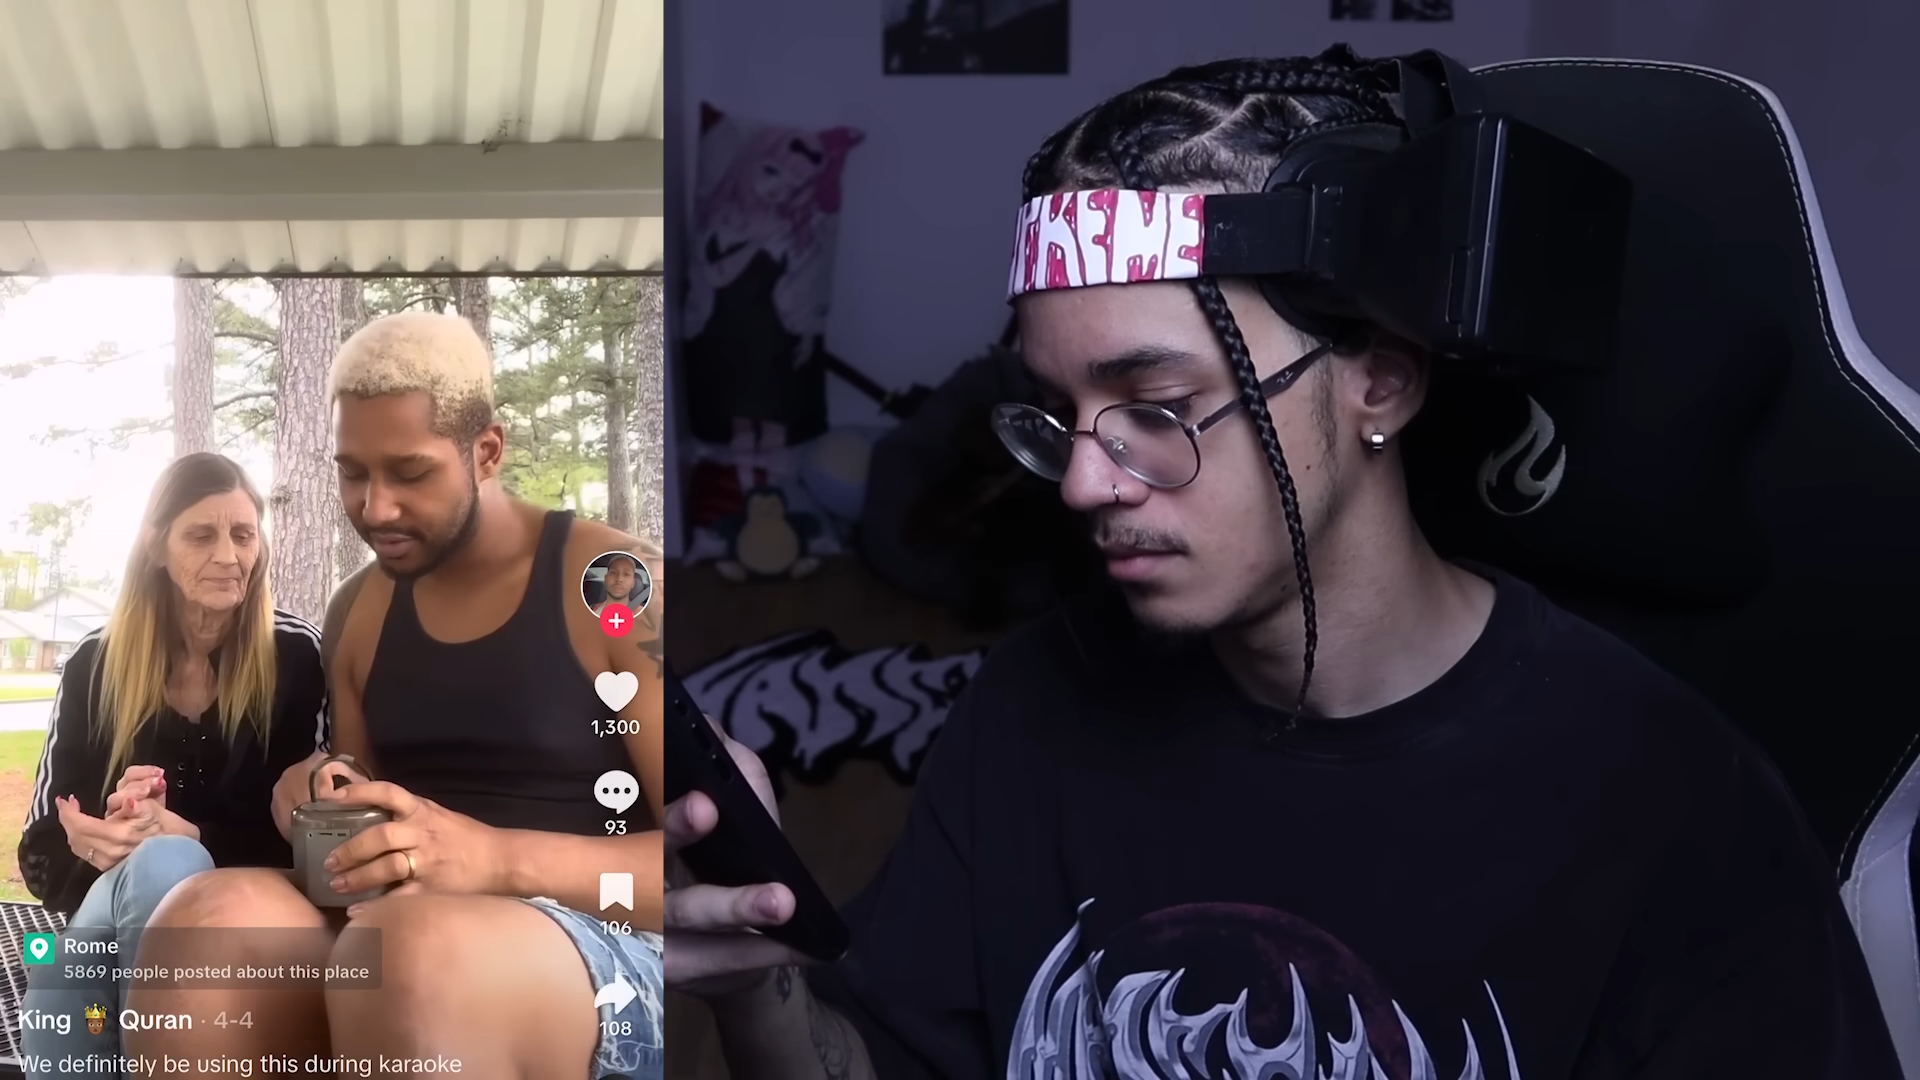 1,300
93
106
108
Rome
5869 people posted about this place
King 🤴🏾 Quran · 4-4
We definitely be using this during karaoke